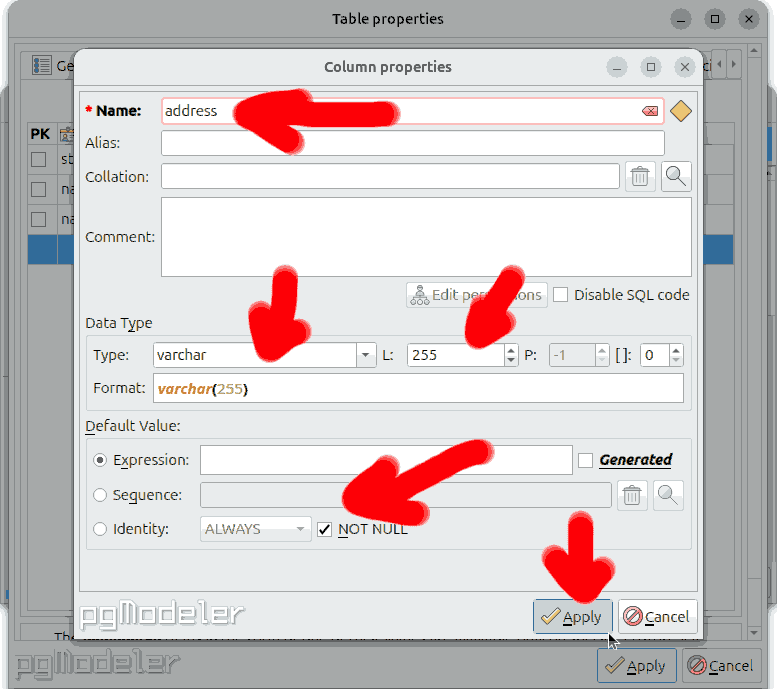 Table properties
Ge
Column properties
PK
st
na
na
* Name:
address
Alias:
Collation:
Comment:
Disable SQL code
Data Type
Type:
varchar
L:
255
P:
-1
[ ]:
0
Format:
varchar(255)
Default Value:
Expression:
Generated
Sequence:
Identity:
ALWAYS
NOT NULL
pgModeler
Apply
Cancel
pgModeler
Apply
Cancel